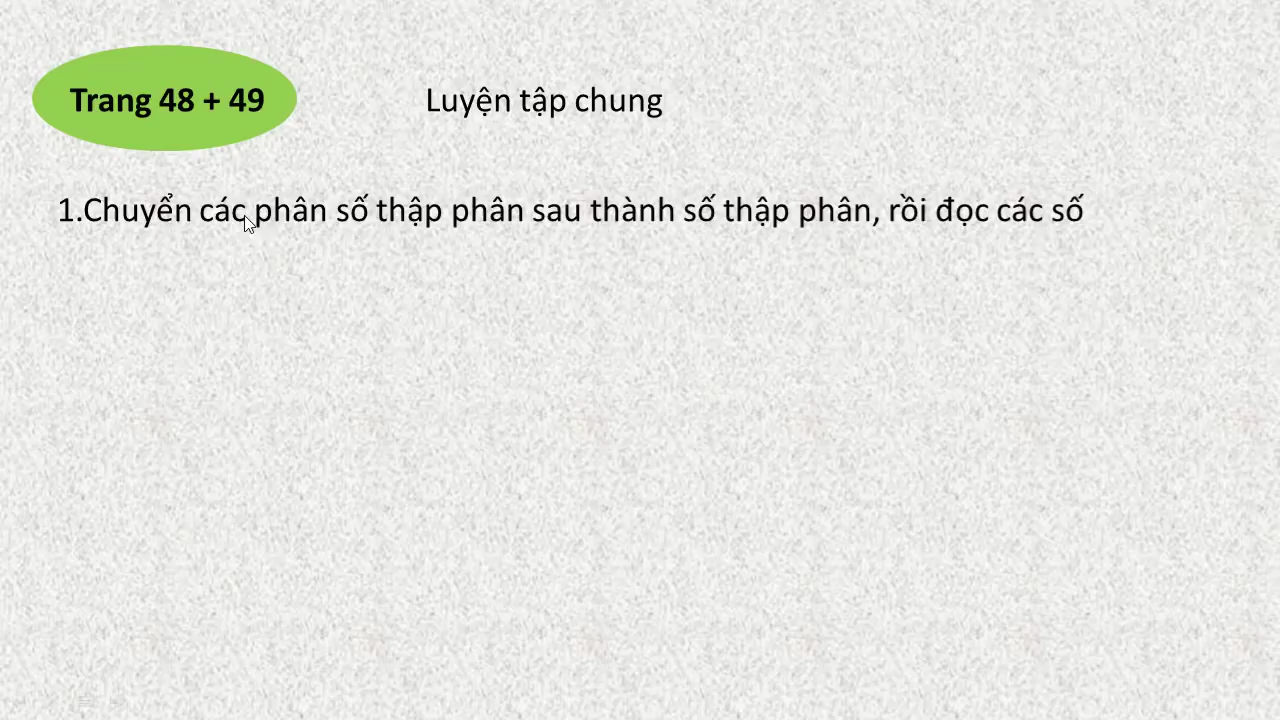 Trang 48 + 49
Luyện tập chung
1.Chuyển các phân số thập phân sau thành số thập phân, rồi đọc các số